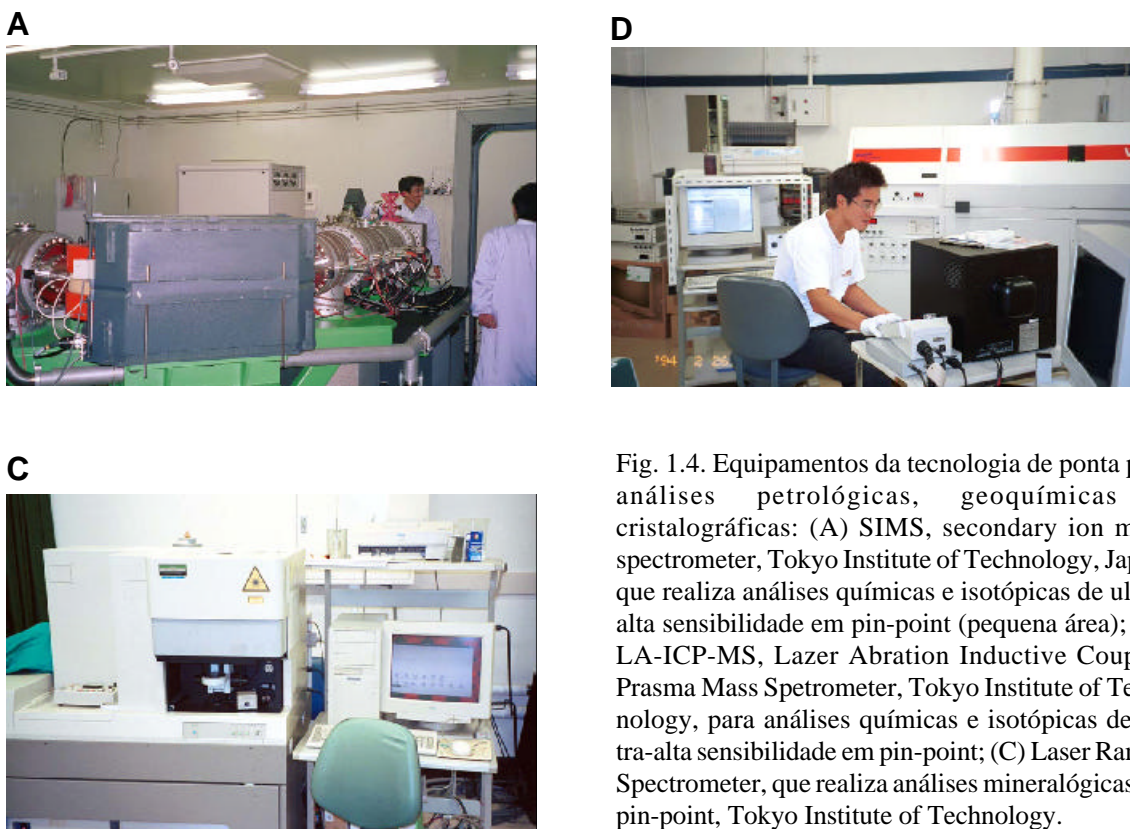 A
D
'94 2 26
C
Fig. 1.4. Equipamentos da tecnologia de ponta p
análises petrológicas, geoquímicas
cristalográficas: (A) SIMS, secondary ion m
spectrometer, Tokyo Institute of Technology, Jap
que realiza análises químicas e isotópicas de ul
alta sensibilidade em pin-point (pequena área);
LA-ICP-MS, Lazer Abration Inductive Coup
Prasma Mass Spetrometer, Tokyo Institute of Te
nology, para análises químicas e isotópicas de
tra-alta sensibilidade em pin-point; (C) Laser Ran
Spectrometer, que realiza análises mineralógicas
pin-point, Tokyo Institute of Technology.